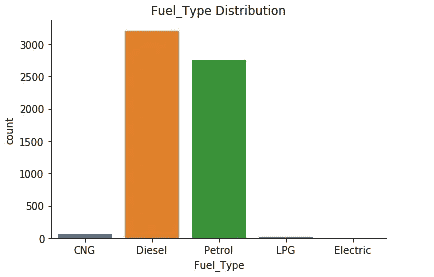 Fuel_Type Distribution
3000
2500
2000
1500
1000
500
0
count
CNG Diesel Petrol LPG Electric
Fuel_Type